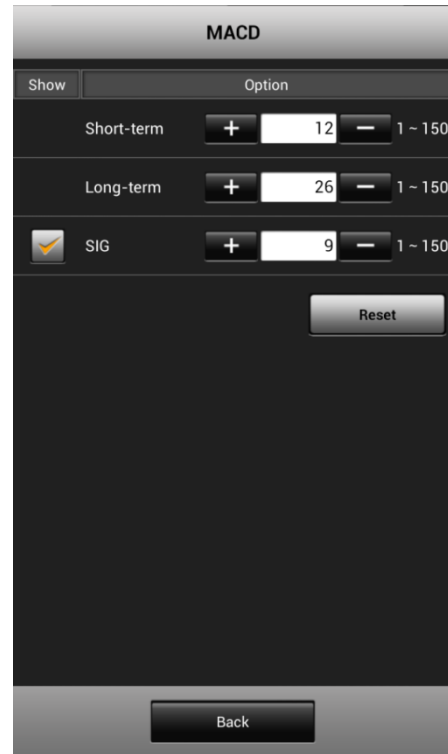 MACD
Show Option
Short-term + 12 − 1 ~ 150
Long-term + 26 − 1 ~ 150
SIG + 9 − 1 ~ 150
Reset
Back